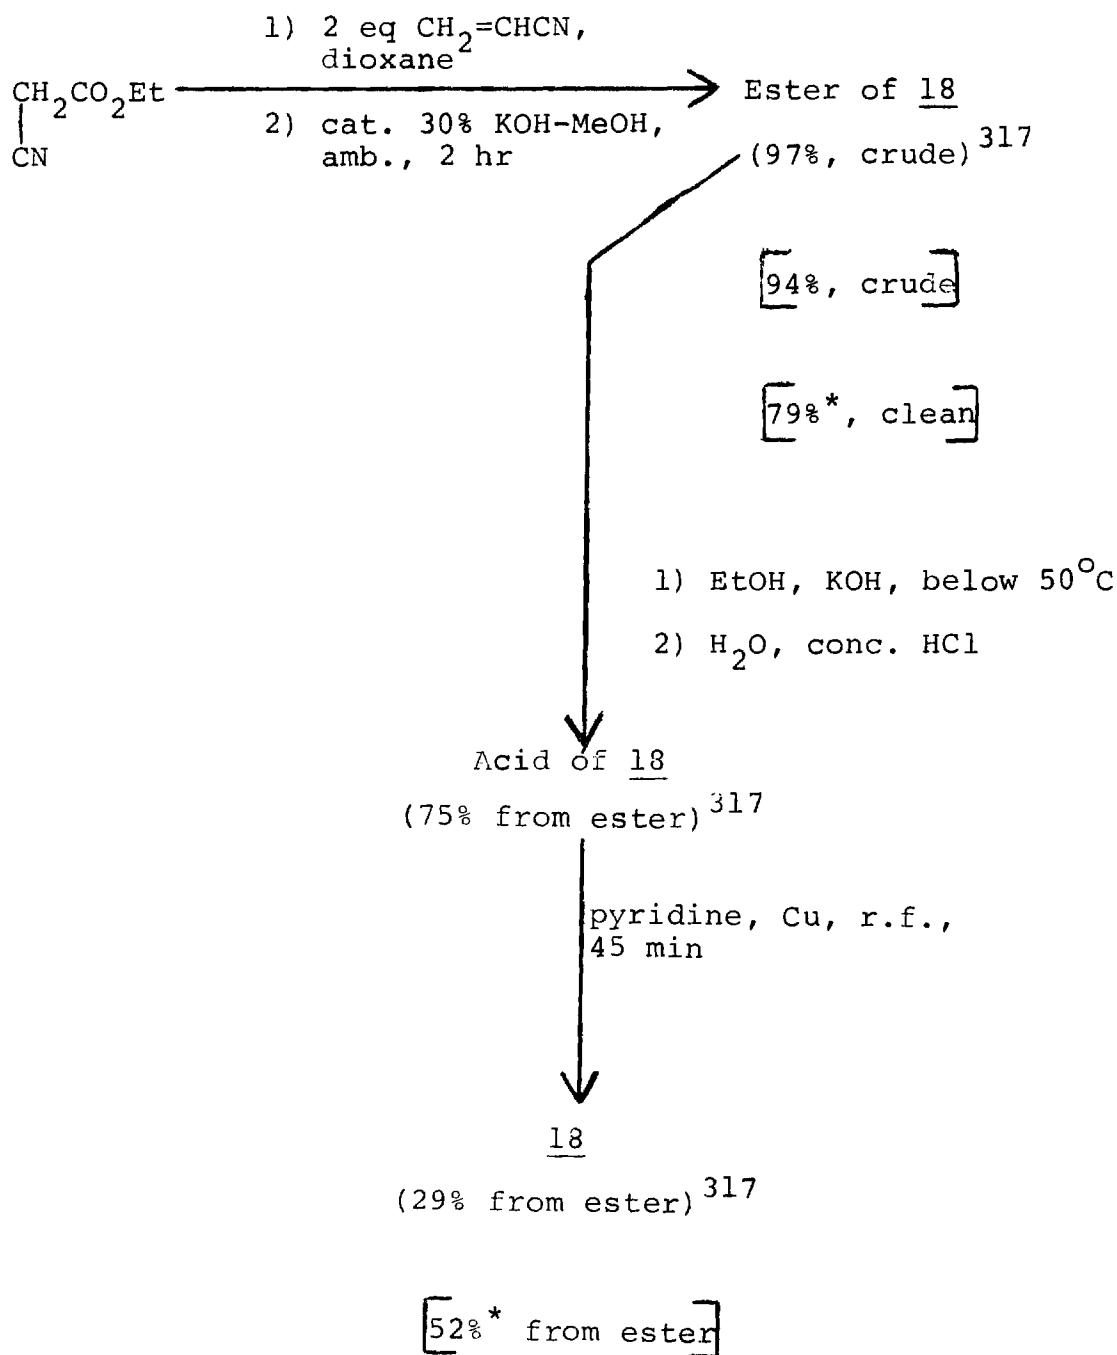 1) 2 eq CH2=CHCN,
dioxane
CH2CO2Et
CN
2) cat. 30% KOH-MeOH,
amb., 2 hr
Ester of 18
(97%, crude)317
[94%, crude]
[79%*, clean]
1) EtOH, KOH, below 50°C
2) H2O, conc. HCl
Acid of 18
(75% from ester)317
pyridine, Cu, r.f.,
45 min
18
(29% from ester)317
[52%* from ester]